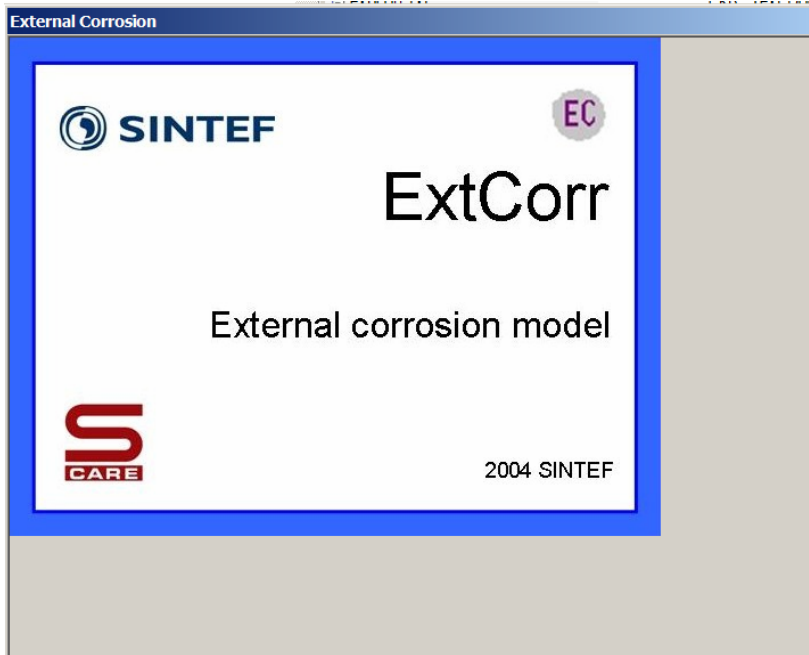 External Corrosion
SINTEF
EC
ExtCorr
External corrosion model
S
CARE
2004 SINTEF